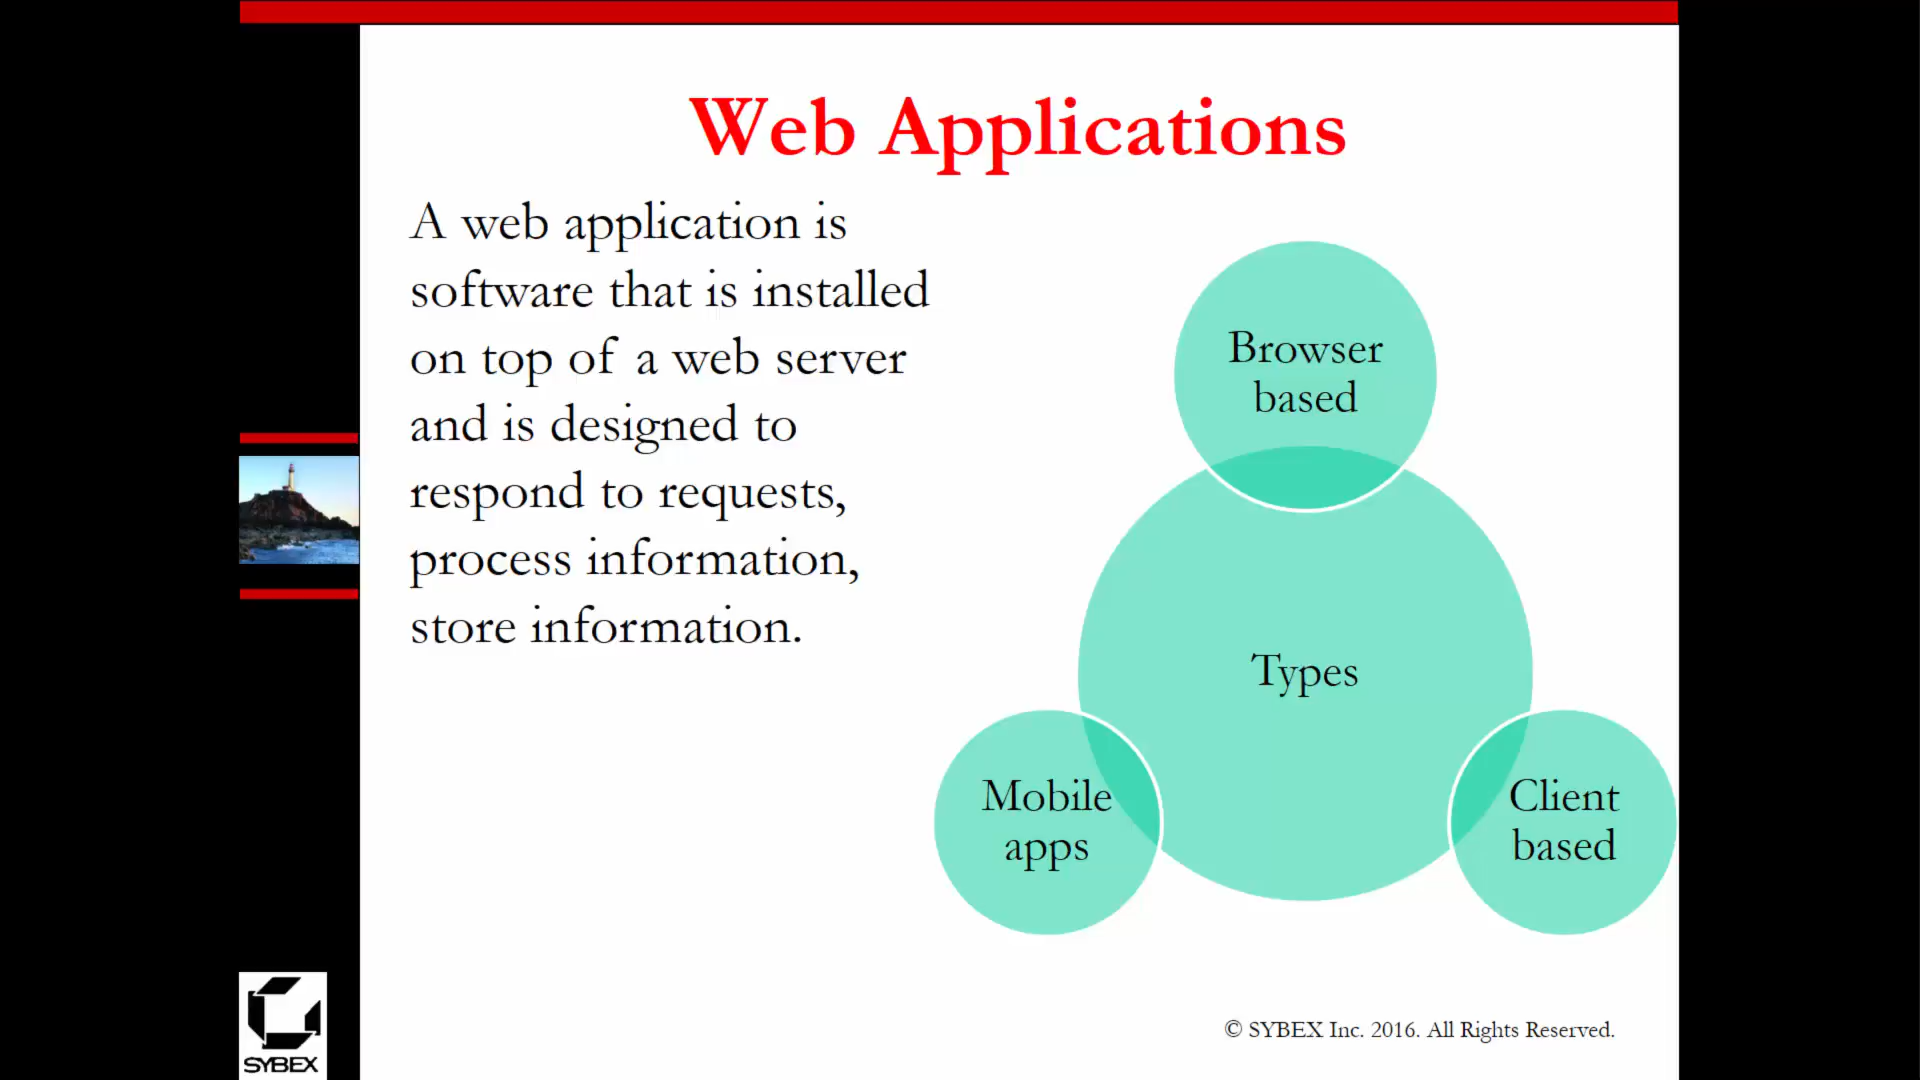 Web Applications
A web application is
software that is installed
on top of a web server
and is designed to
respond to requests,
process information,
store information.
Browser
based
Types
Mobile
apps
Client
based
SYBEX
© SYBEX Inc. 2016. All Rights Reserved.